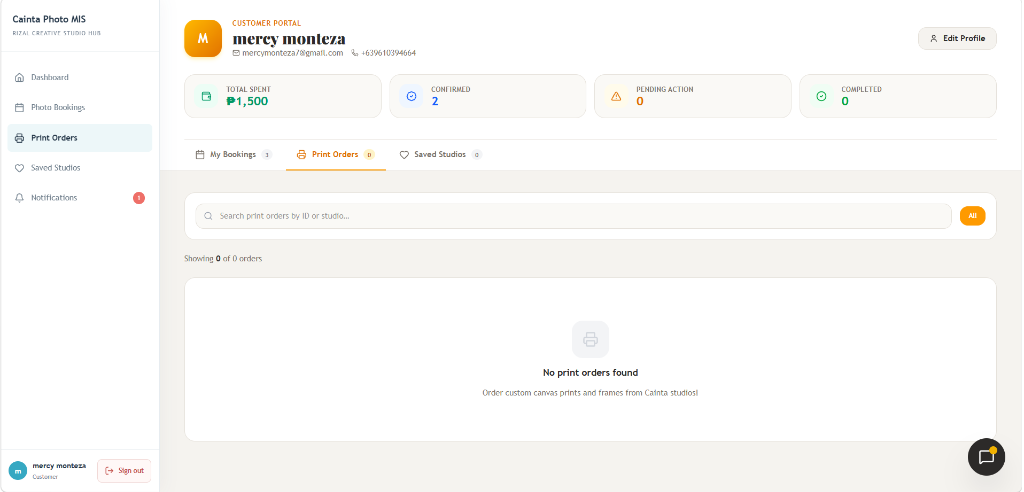 Cainta Photo MIS
RIZAL CREATIVE STUDIO HUB
Dashboard
Photo Bookings
Print Orders
Saved Studios
Notifications
3
mercy monteza
Customer
m
Sign out
M
CUSTOMER PORTAL
mercy monteza
mercymonteza7@gmail.com +639610394664
Edit Profile
TOTAL SPENT
₱1,500
CONFIRMED
2
PENDING ACTION
0
COMPLETED
0
My Bookings 3
Print Orders 0
Saved Studios 0
Search print orders by ID or studio...
All
Showing 0 of 0 orders
No print orders found
Order custom canvas prints and frames from Cainta studios!